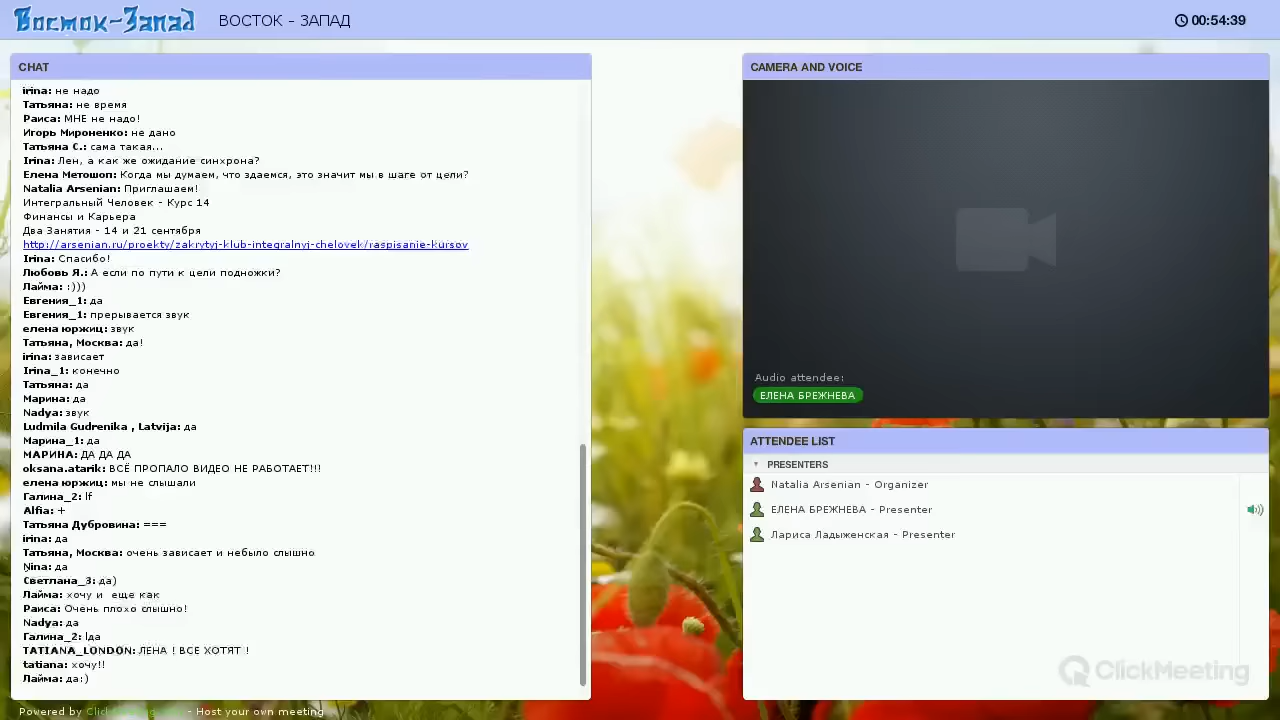 Восток-Запад
ВОСТОК - ЗАПАД
00:54:39
CHAT
irina: не надо
Татьяна: не время
Раиса: МНЕ не надо!
Игорь Мироненко: не дано
Татьяна С.: сама такая...
Irina: Лен, а как же ожидание синхрона?
Елена Метошоп: Когда мы думаем, что здаемся, это значит мы в шаге от цели?
Natalia Arsenian: Приглашаем!
Интегральный Человек - Курс 14
Финансы и Карьера
Два Занятия - 14 и 21 сентября
http://arsenian.ru/proekty/zakrytyj-klub-integralnyj-chelovek/raspisanie-kursov
Irina: Спасибо!
Любовь Я.: А если по пути к цели подножки?
Лайма: :)))
Евгения_1: да
Евгения_1: прерывается звук
елена юржиц: звук
Татьяна, Москва: да!
irina: зависает
Irina_1: конечно
Татьяна: да
Марина: да
Nadya: звук
Ludmila Gudrenika , Latvija: да
Марина_1: да
МАРИНА: ДА ДА ДА
oksana.atarik: ВСЁ ПРОПАЛО ВИДЕО НЕ РАБОТАЕТ!!!
елена юржиц: мы не слышали
Галина_2: lf
Alfia: +
Татьяна Дубровина: ===
irina: да
Татьяна, Москва: очень зависает и небыло слышно
Nina: да
Светлана_3: да)
Лайма: хочу и еще как
Раиса: Очень плохо слышно!
Nadya: да
Галина_2: lда
TATIANA_LONDON: ЛЕНА ! ВСЕ ХОТЯТ !
tatiana: хочу!!
Лайма: да:)
Powered by - Host your own meeting
CAMERA AND VOICE
Audio attendee:
ЕЛЕНА БРЕЖНЕВА
ATTENDEE LIST
PRESENTERS
Natalia Arsenian - Organizer
ЕЛЕНА БРЕЖНЕВА - Presenter
Лариса Ладыженская - Presenter
ClickMeeting